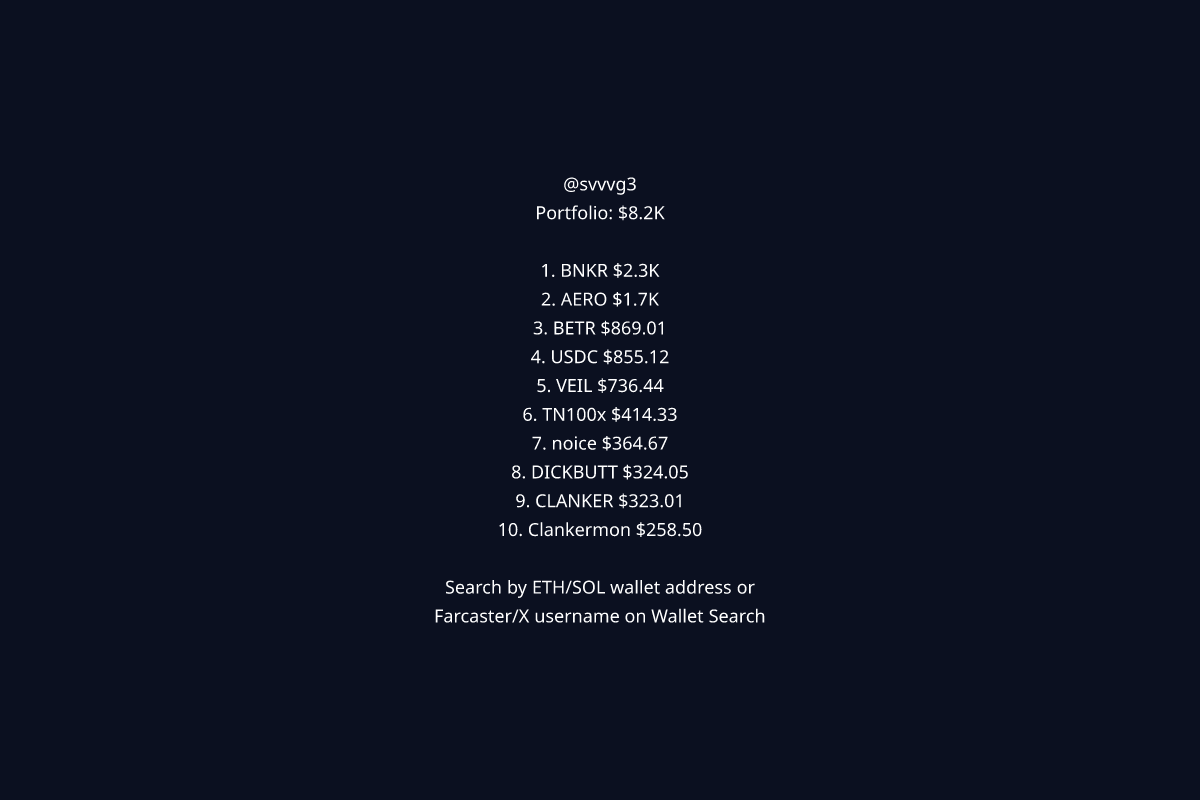 @svvvg3
Portfolio: $8.2K
1. BNKR $2.3K
2. AERO $1.7K
3. BETR $869.01
4. USDC $855.12
5. VEIL $736.44
6. TN100x $414.33
7. noice $364.67
8. DICKBUTT $324.05
9. CLANKER $323.01
10. Clankermon $258.50
Search by ETH/SOL wallet address or
Farcaster/X username on Wallet Search